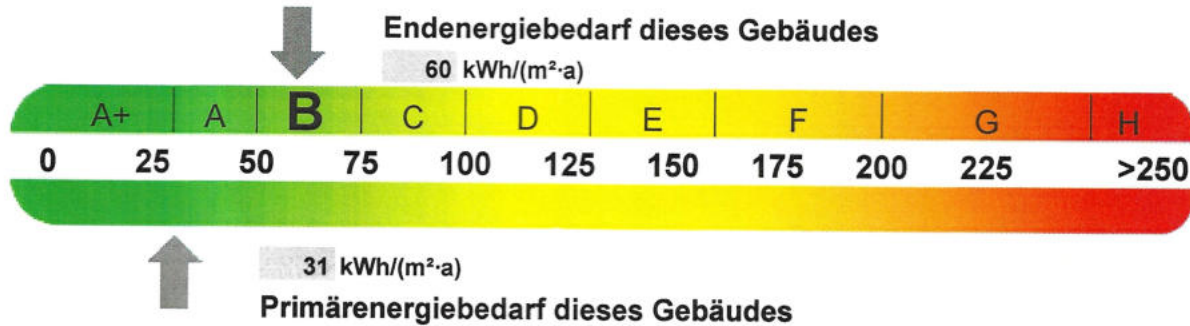 Endenergiebedarf dieses Gebäudes
60 kWh/(m²·a)
A+ A B C D E F G H
0 25 50 75 100 125 150 175 200 225 >250
31 kWh/(m²·a)
Primärenergiebedarf dieses Gebäudes